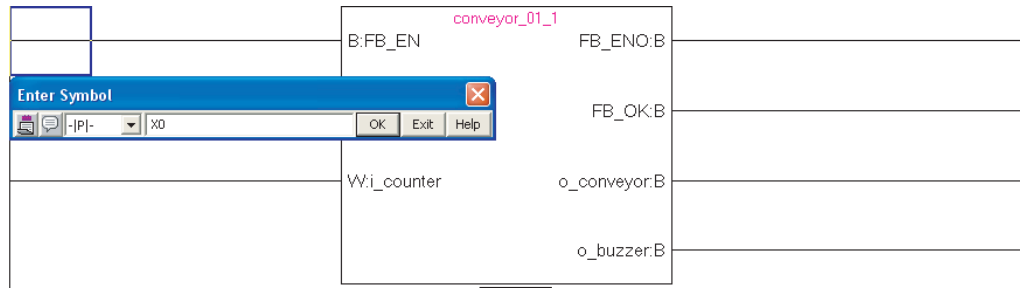 conveyor_01_1
B:FB_EN
FB_ENO:B
Enter Symbol
-|P|-
X0
OK
Exit
Help
FB_OK:B
W:i_counter
o_conveyor:B
o_buzzer:B